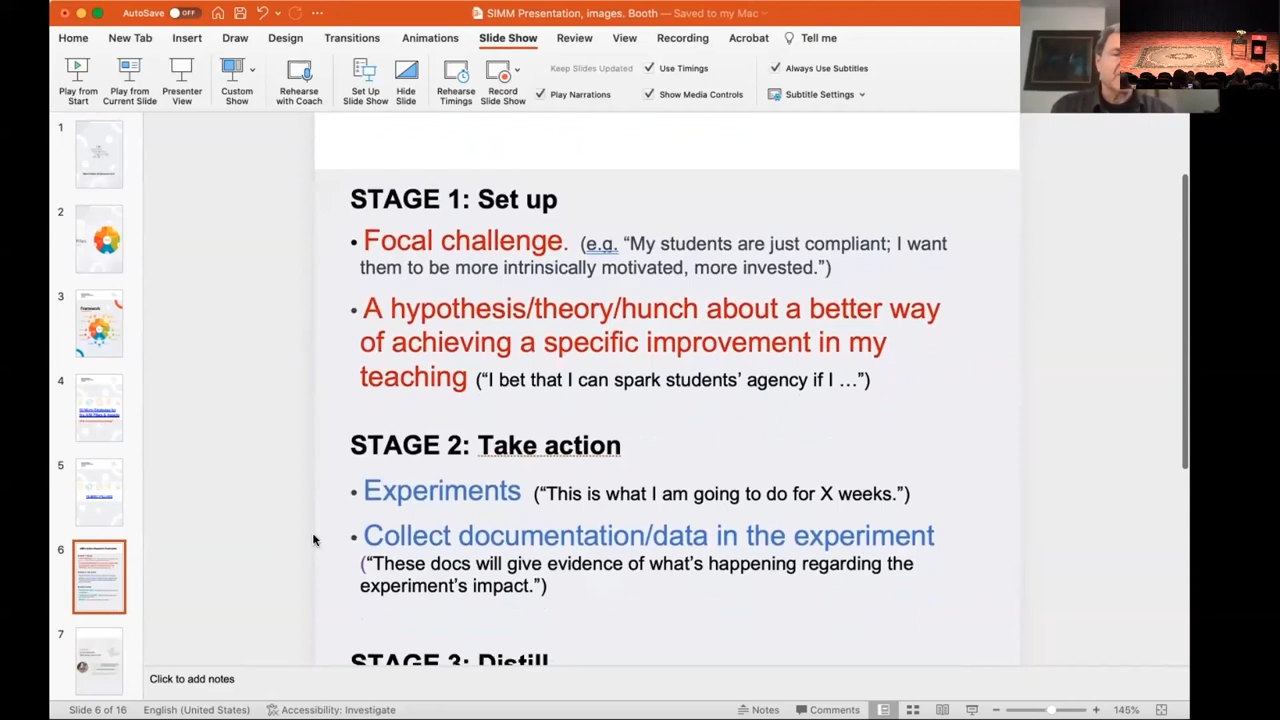 AutoSave OFF SIMM Presentation, images. Booth — Saved to my Mac
Home New Tab Insert Draw Design Transitions Animations Slide Show Review View Recording Acrobat Tell me
Play from Start
Play from Current Slide
Presenter View
Custom Show
Rehearse with Coach
Set Up Slide Show
Hide Slide
Rehearse Timings
Record Slide Show
Keep Slides Updated
Use Timings
Always Use Subtitles
Play Narrations
Show Media Controls
Subtitle Settings
1
2
3
4
5
6
7
STAGE 1: Set up
• Focal challenge. (e.g. “My students are just compliant; I want
them to be more intrinsically motivated, more invested.”)
• A hypothesis/theory/hunch about a better way
of achieving a specific improvement in my
teaching (“I bet that I can spark students’ agency if I …”)
STAGE 2: Take action
• Experiments (“This is what I am going to do for X weeks.”)
• Collect documentation/data in the experiment
(“These docs will give evidence of what’s happening regarding the
experiment’s impact.”)
STAGE 3: Distill
Click to add notes
Slide 6 of 16 English (United States) Accessibility: Investigate Notes Comments 145%